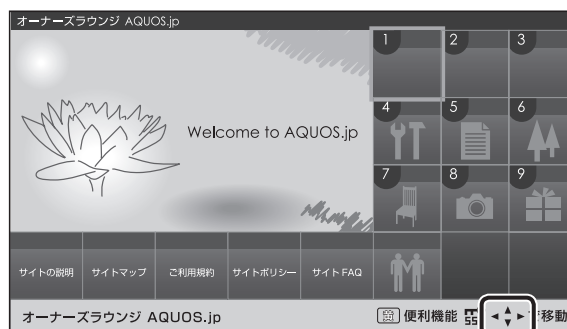 オーナーズラウンジ AQUOS.jp
1 2 3
Welcome to AQUOS.jp
4 5 6
7 8 9
サイトの説明 サイトマップ ご利用規約 サイトポリシー サイト FAQ
オーナーズラウンジ AQUOS.jp 便利機能 で移動